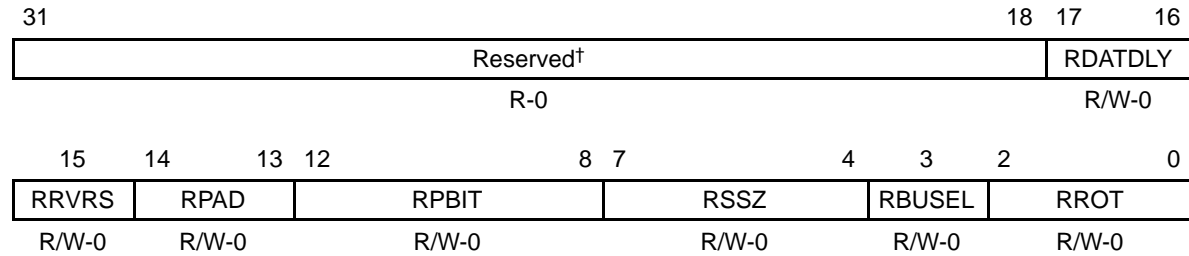 31 18 17 16
Reserved† RDATDLY
R-0 R/W-0
15 14 13 12 8 7 4 3 2 0
RRVRS RPAD RPBIT RSSZ RBUSEL RROT
R/W-0 R/W-0 R/W-0 R/W-0 R/W-0 R/W-0